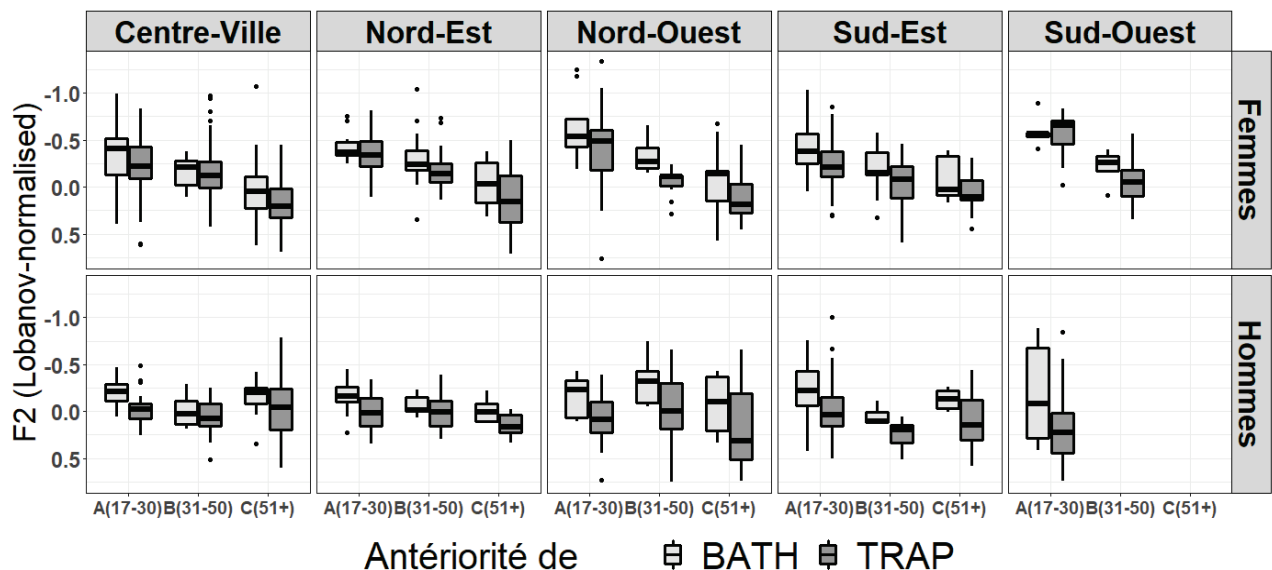 Centre-Ville Nord-Est Nord-Ouest Sud-Est Sud-Ouest
F2 (Lobanov-normalised)
-1.0
-0.5
0.0
0.5
Femmes
-1.0
-0.5
0.0
0.5
Hommes
A(17-30) B(31-50) C(51+) A(17-30) B(31-50) C(51+) A(17-30) B(31-50) C(51+) A(17-30) B(31-50) C(51+) A(17-30) B(31-50) C(51+)
Antériorité de BATH TRAP